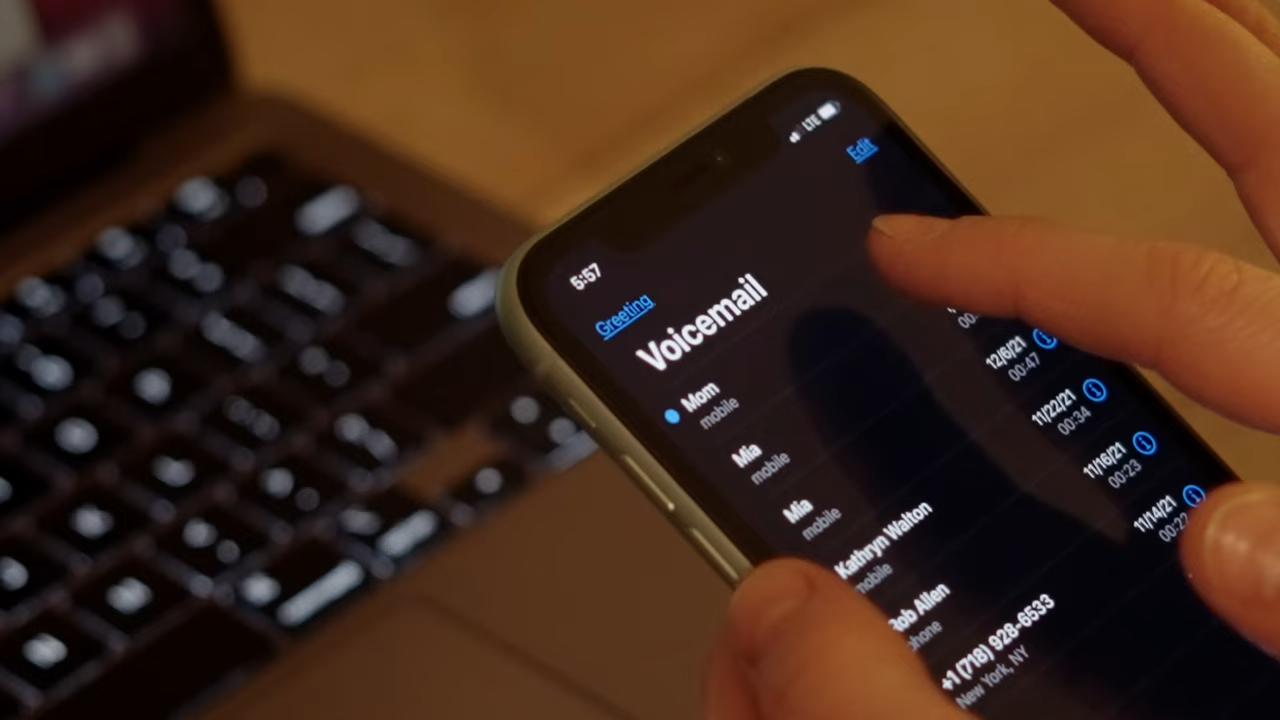 5:57 LTE
Greeting Edit
Voicemail
Mom
mobile
Mia
mobile
Mia 12/6/21
mobile 00:47
Kathryn Walton 11/22/21
mobile 00:34
Rob Allen 11/16/21
phone 00:23
+1 (718) 928-6533 11/14/21
New York, NY